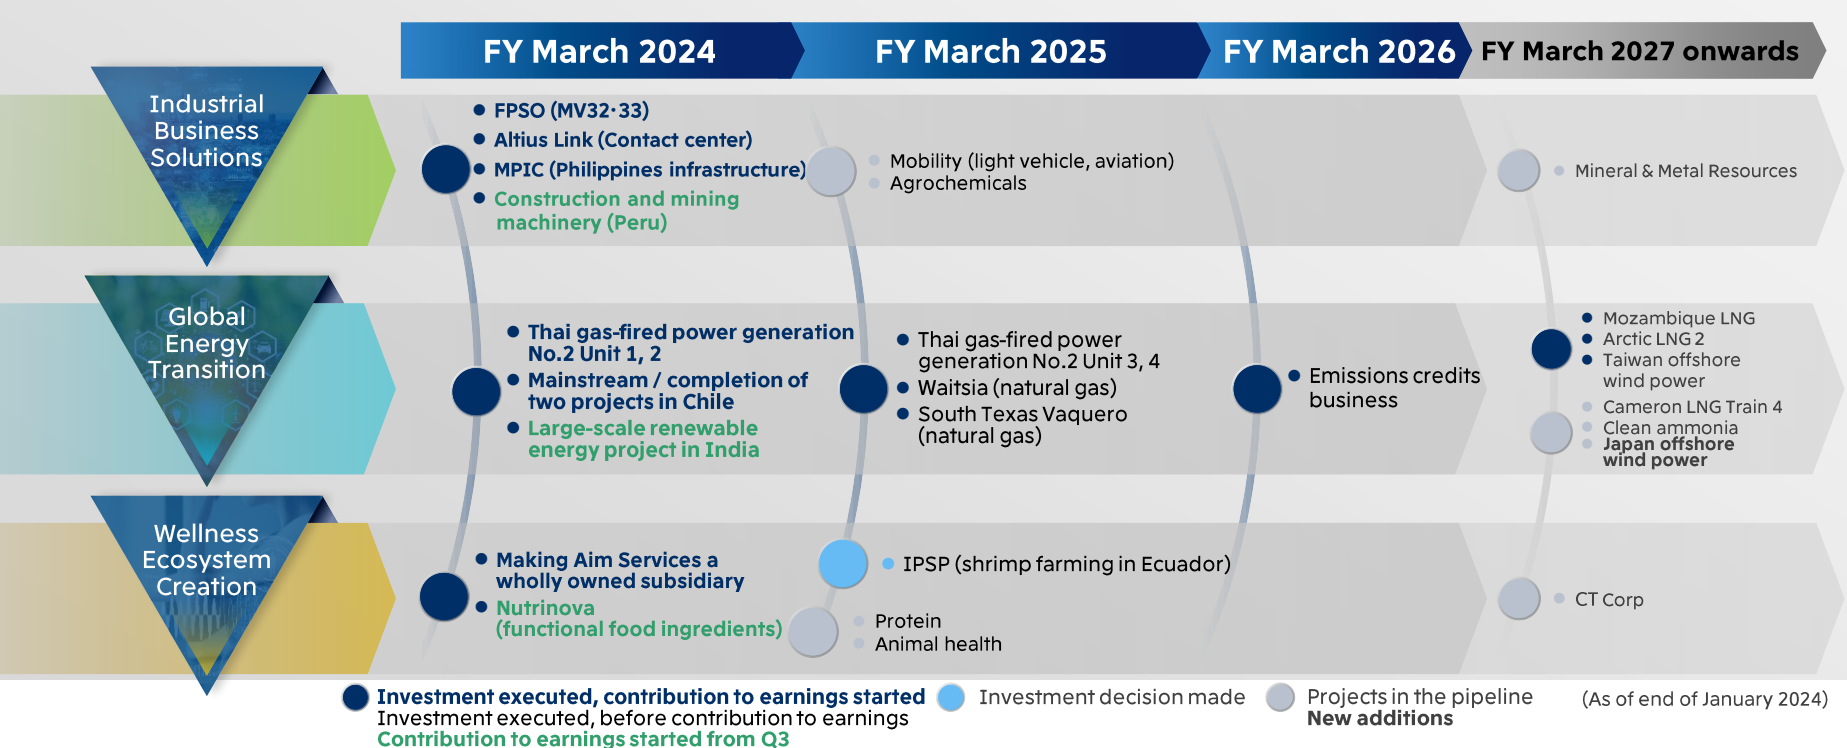 FY March 2024
FY March 2025
FY March 2026
FY March 2027 onwards
Industrial
Business
Solutions
FPSO (MV32·33)
Altius Link (Contact center)
MPIC (Philippines infrastructure)
Construction and mining
machinery (Peru)
Mobility (light vehicle, aviation)
Agrochemicals
Mineral & Metal Resources
Global
Energy
Transition
Thai gas-fired power generation
No.2 Unit 1, 2
Mainstream / completion of
two projects in Chile
Large-scale renewable
energy project in India
Thai gas-fired power
generation No.2 Unit 3, 4
Waitsia (natural gas)
South Texas Vaquero
(natural gas)
Emissions credits
business
Mozambique LNG
Arctic LNG 2
Taiwan offshore
wind power
Cameron LNG Train 4
Clean ammonia
Japan offshore
wind power
Wellness
Ecosystem
Creation
Making Aim Services a
wholly owned subsidiary
Nutrinova
(functional food ingredients)
IPSP (shrimp farming in Ecuador)
Protein
Animal health
CT Corp
Investment executed, contribution to earnings started
Investment executed, before contribution to earnings
Contribution to earnings started from Q3
Investment decision made
Projects in the pipeline
New additions
(As of end of January 2024)